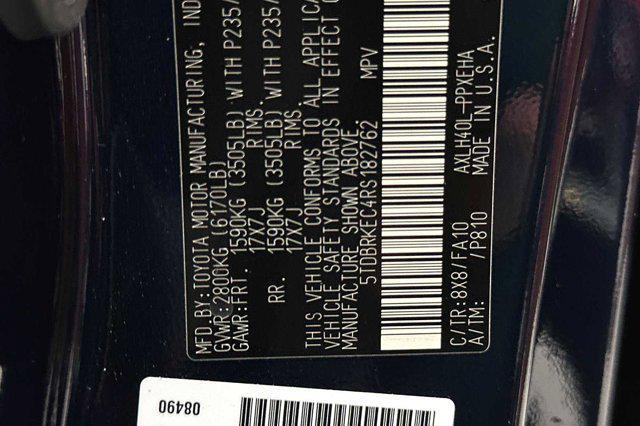 MFD. BY: TOYOTA MOTOR MANUFACTURING, IND
GVWR: 2800KG (6170LB)
GAWR: FRT. 1590KG (3505LB) WITH P235/
17X7J RIMS.
RR. 1590KG (3505LB) WITH P235/
17X7J RIMS.
THIS VEHICLE CONFORMS TO ALL APPLICA
VEHICLE SAFETY STANDARDS IN EFFECT O
MANUFACTURE SHOWN ABOVE.
5TDBRKEC4RS182762 MPV
C/TR: 8X8/FA10 AXLH40L-PPXEHA
A/TM: /P810 MADE IN U.S.A.
08490